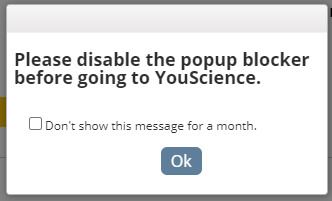 Please disable the popup blocker
before going to YouScience.
Don't show this message for a month.
Ok